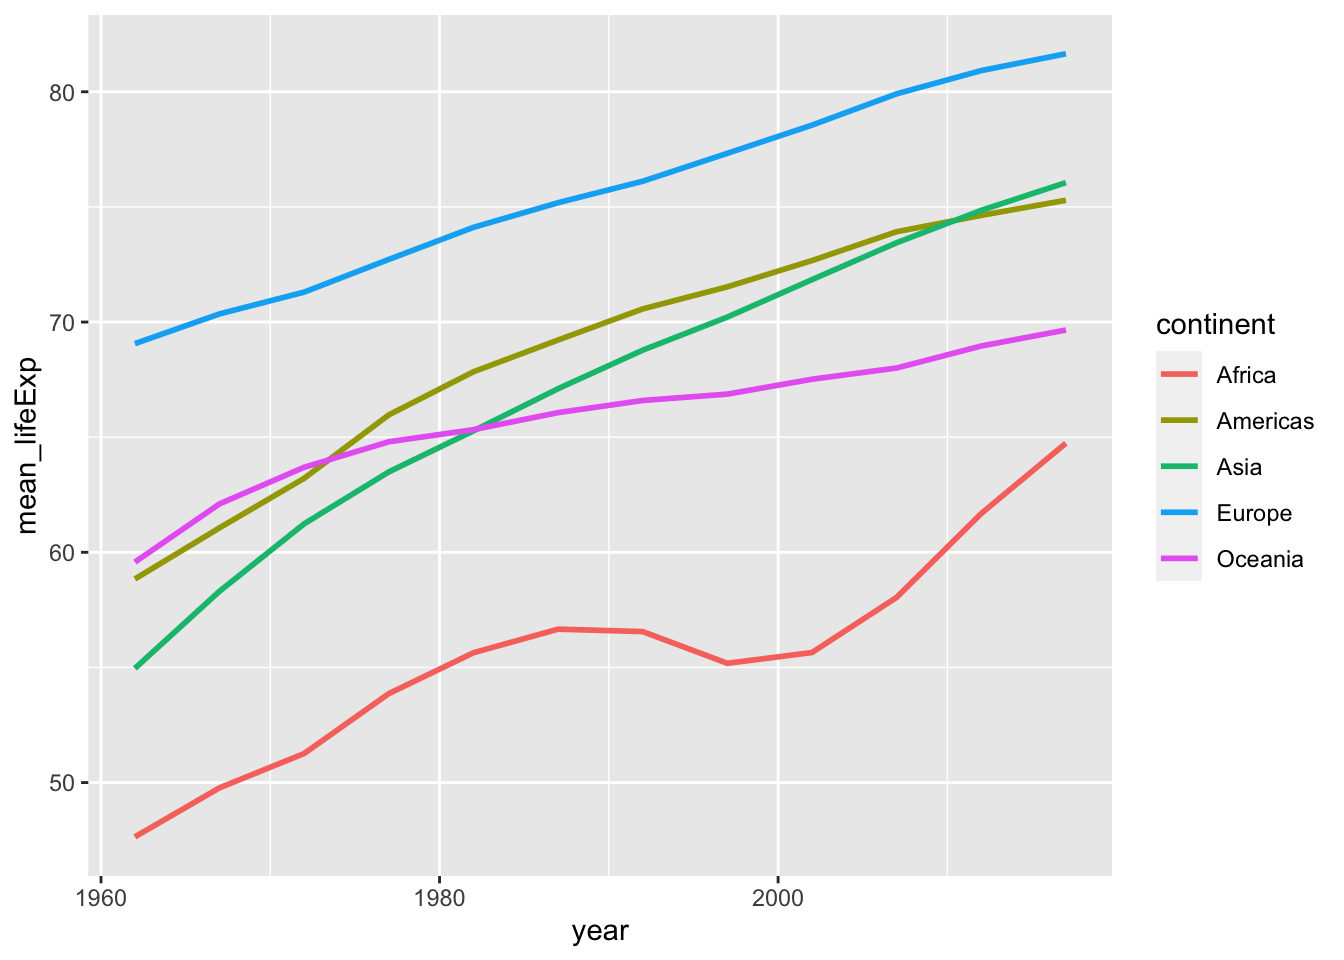 80
70
60
50
mean_lifeExp
1960 1980 2000
year
continent
Africa
Americas
Asia
Europe
Oceania